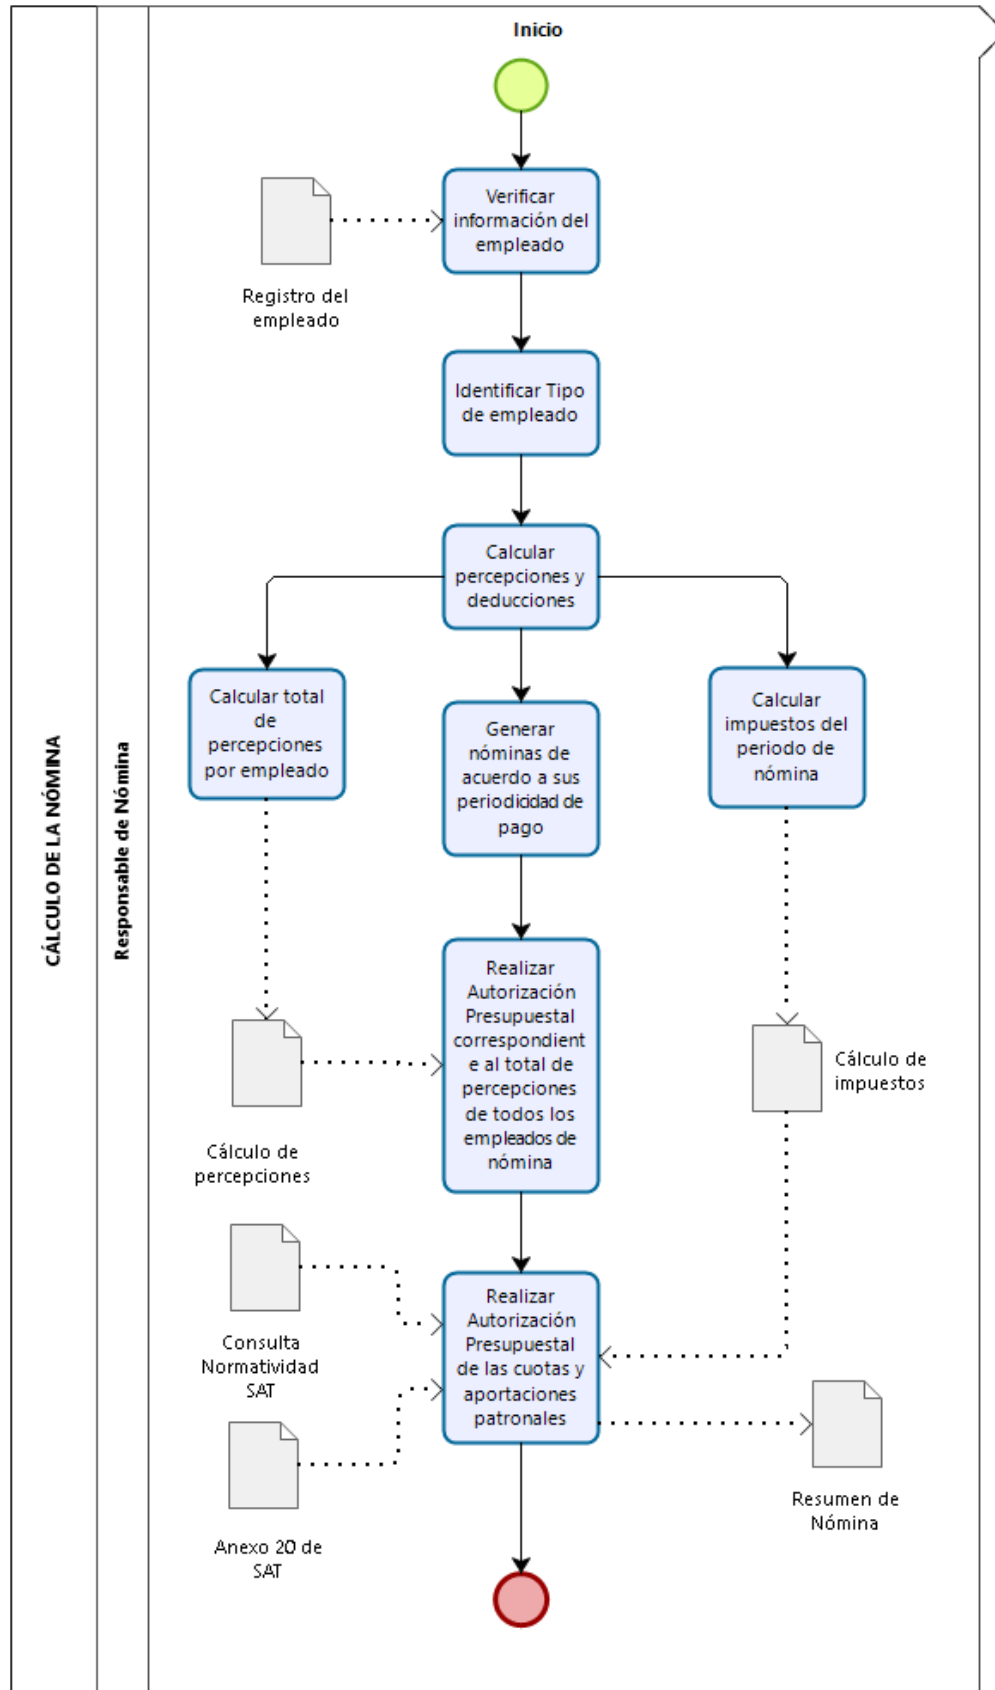 CÁLCULO DE LA NÓMINA
Responsable de Nómina
Inicio
Verificar
información del
empleado
Registro del
empleado
Identificar Tipo
de empleado
Calcular
percepciones y
deducciones
Calcular total
de
percepciones
por empleado
Generar
nóminas de
acuerdo a sus
periodicidad de
pago
Calcular
impuestos del
periodo de
nómina
Realizar
Autorización
Presupuestal
correspondient
e al total de
percepciones
de todos los
empleados de
nómina
Cálculo de
percepciones
Cálculo de
impuestos
Consulta
Normatividad
SAT
Realizar
Autorización
Presupuestal
de las cuotas y
aportaciones
patronales
Anexo 20 de
SAT
Resumen de
Nómina